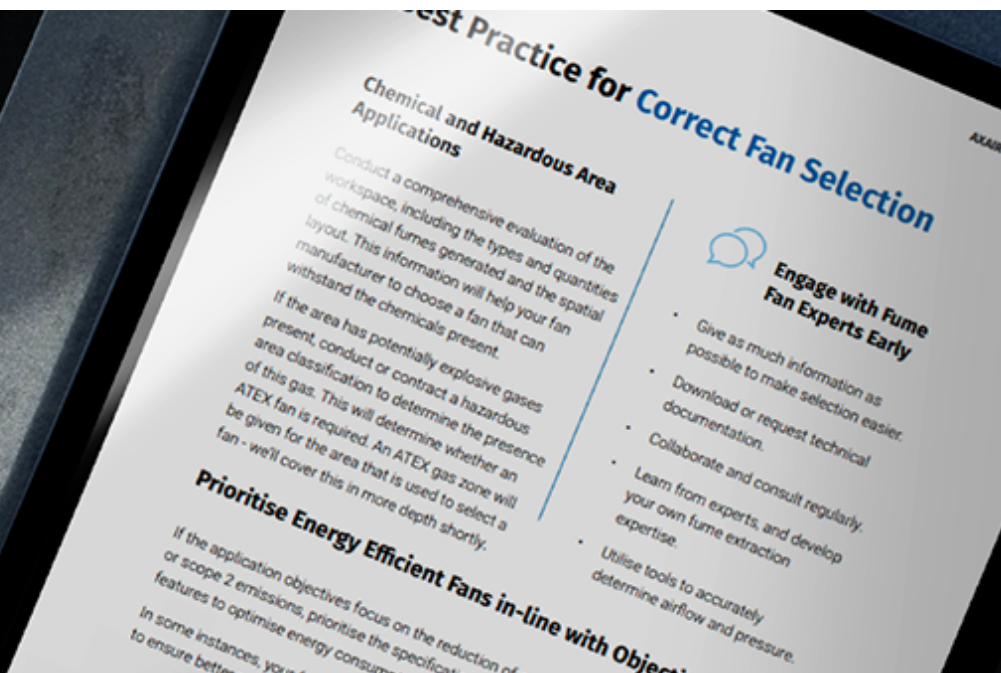 est Practice for Correct Fan Selection
AXAIR
Chemical and Hazardous Area
Applications
Conduct a comprehensive evaluation of the
workspace, including the types and quantities
of chemical fumes generated and the spatial
layout. This information will help your fan
manufacturer to choose a fan that can
withstand the chemicals present.
If the area has potentially explosive gases
present, conduct or contract a hazardous
area classification to determine the presence
of this gas. This will determine whether an
ATEX fan is required. An ATEX gas zone will
be given for the area that is used to select a
fan - we'll cover this in more depth shortly.
Engage with Fume
Fan Experts Early
• Give as much information as
possible to make selection easier.
• Download or request technical
documentation.
• Collaborate and consult regularly.
• Learn from experts, and develop
your own fume extraction
expertise.
• Utilise tools to accurately
determine airflow and pressure.
Prioritise Energy Efficient Fans in-line with Objecti
If the application objectives focus on the reduction of
or scope 2 emissions, prioritise the specificati
features to optimise energy consum
In some instances, your
to ensure better